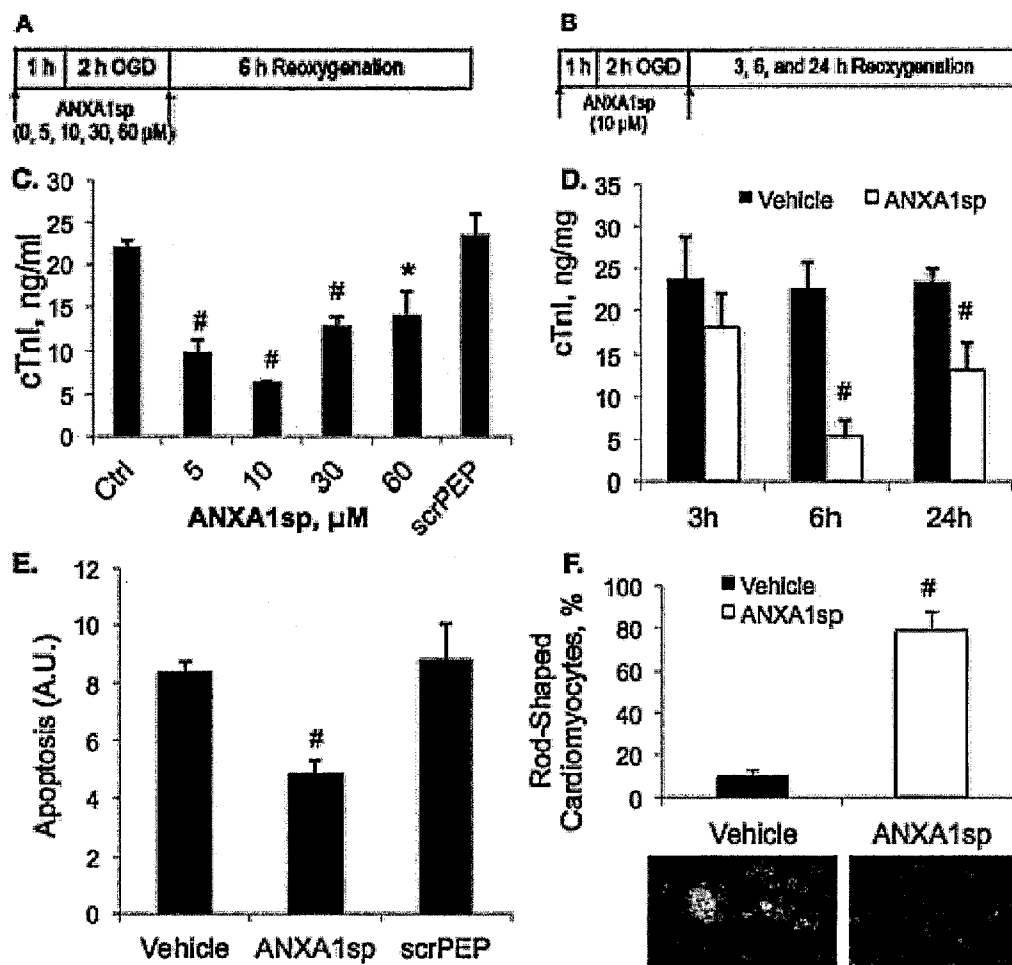 A
1 h 2 h OGD 6 h Reoxygenation
ANXA1sp
(0, 5, 10, 30, 60 µM)
B
1 h 2 h OGD 3, 6, and 24 h Reoxygenation
ANXA1sp
(10 µM)
C.
30
25
20
15
10
5
0
cTnI, ng/ml
# # # *
Ctrl 5 10 30 60 scrPEP
ANXA1sp, µM
D.
35
30
25
20
15
10
5
0
cTnI, ng/mg
Vehicle ANXA1sp
# #
3h 6h 24h
E.
12
10
8
6
4
2
0
Apoptosis (A.U.)
#
Vehicle ANXA1sp scrPEP
F.
100
80
60
40
20
0
Rod-Shaped
Cardiomyocytes, %
Vehicle
ANXA1sp
#
Vehicle ANXA1sp